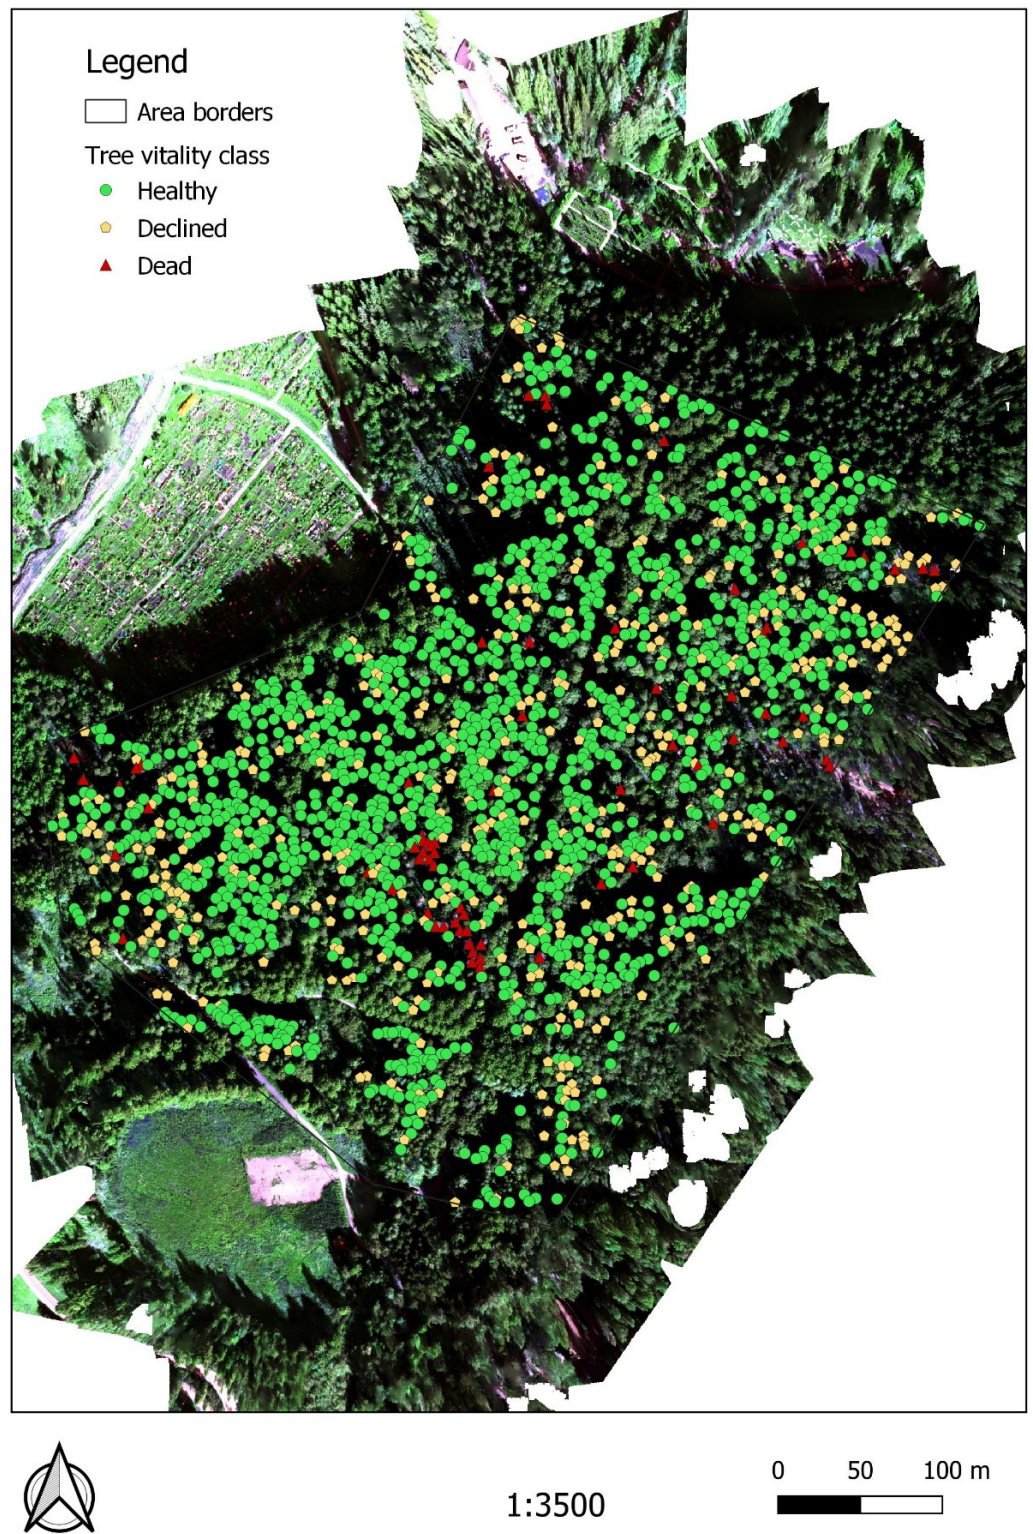 Legend
Area borders
Tree vitality class
Healthy
Declined
Dead
1:3500
0 50 100 m